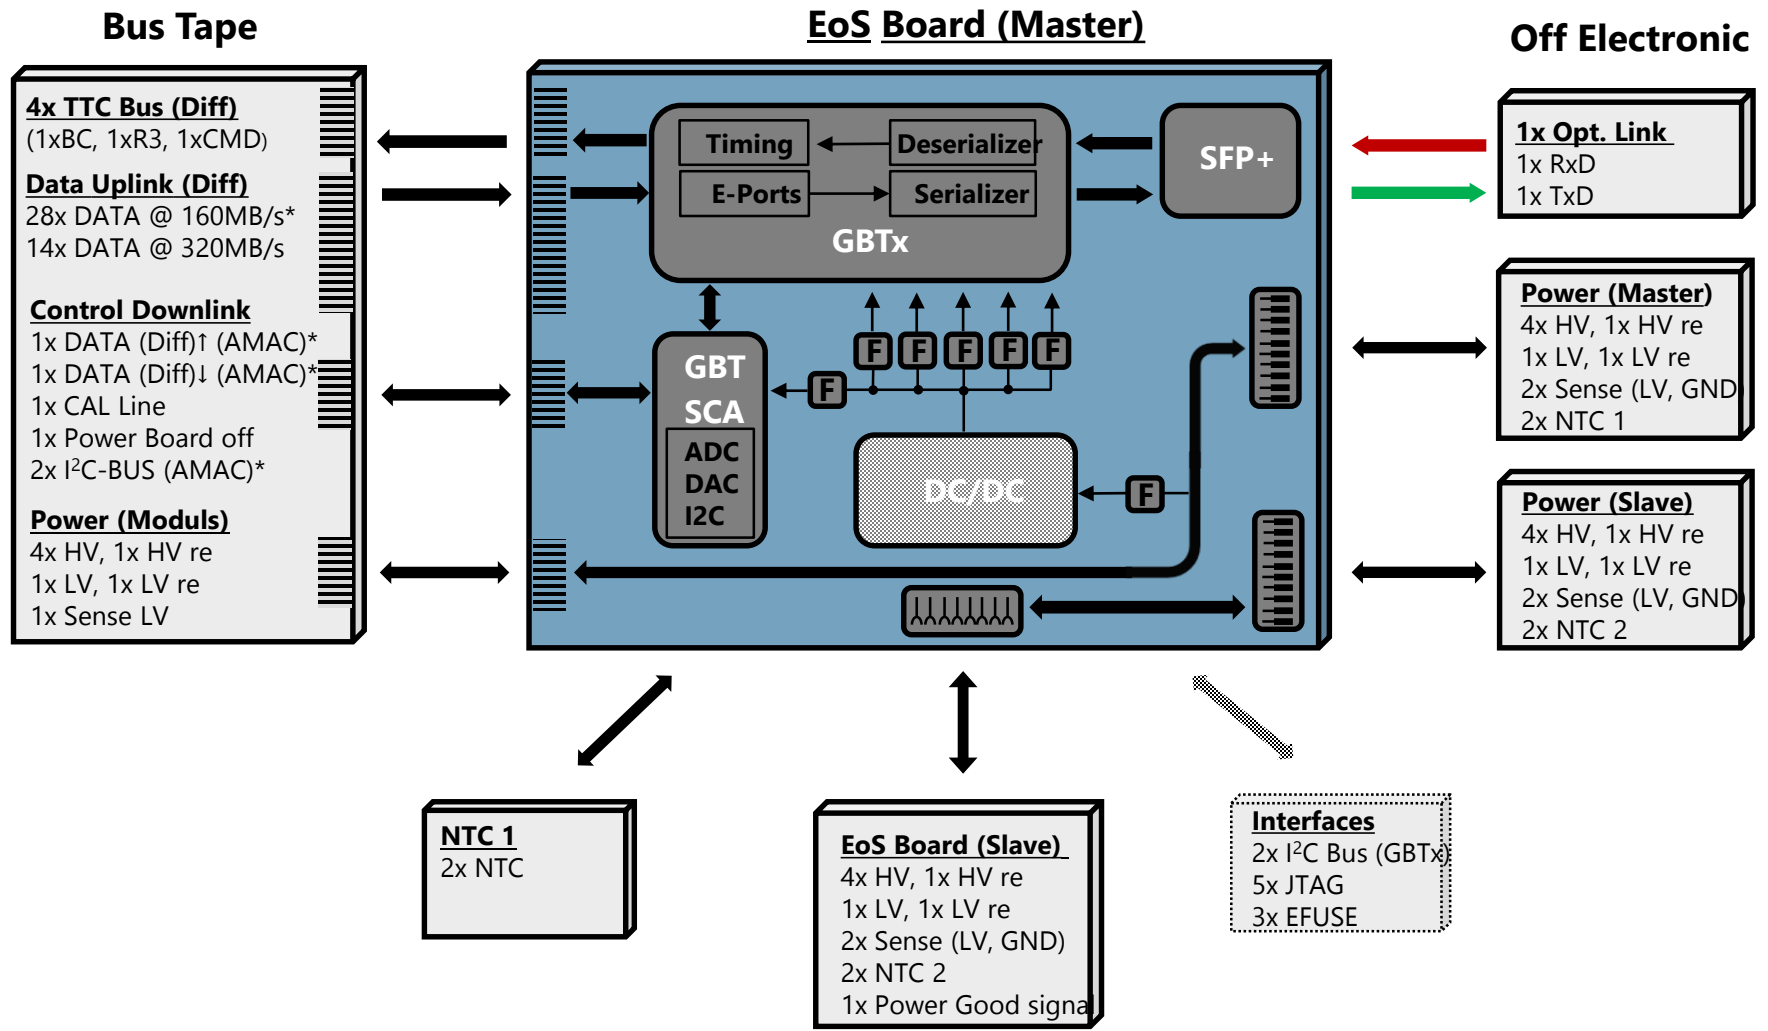 Bus Tape
EoS Board (Master)
Off Electronic
4x TTC Bus (Diff)
(1xBC, 1xR3, 1xCMD)
Data Uplink (Diff)
28x DATA @ 160MB/s*
14x DATA @ 320MB/s
Control Downlink
1x DATA (Diff)↑ (AMAC)*
1x DATA (Diff)↓ (AMAC)*
1x CAL Line
1x Power Board off
2x I²C-BUS (AMAC)*
Power (Moduls)
4x HV, 1x HV re
1x LV, 1x LV re
1x Sense LV
Timing
Deserializer
E-Ports
Serializer
GBTx
SFP+
GBT
SCA
ADC
DAC
I2C
F
F
F
F
F
F
DC/DC
F
1x Opt. Link
1x RxD
1x TxD
Power (Master)
4x HV, 1x HV re
1x LV, 1x LV re
2x Sense (LV, GND)
2x NTC 1
Power (Slave)
4x HV, 1x HV re
1x LV, 1x LV re
2x Sense (LV, GND)
2x NTC 2
NTC 1
2x NTC
EoS Board (Slave)
4x HV, 1x HV re
1x LV, 1x LV re
2x Sense (LV, GND)
2x NTC 2
1x Power Good signal
Interfaces
2x I²C Bus (GBTx)
5x JTAG
3x EFUSE